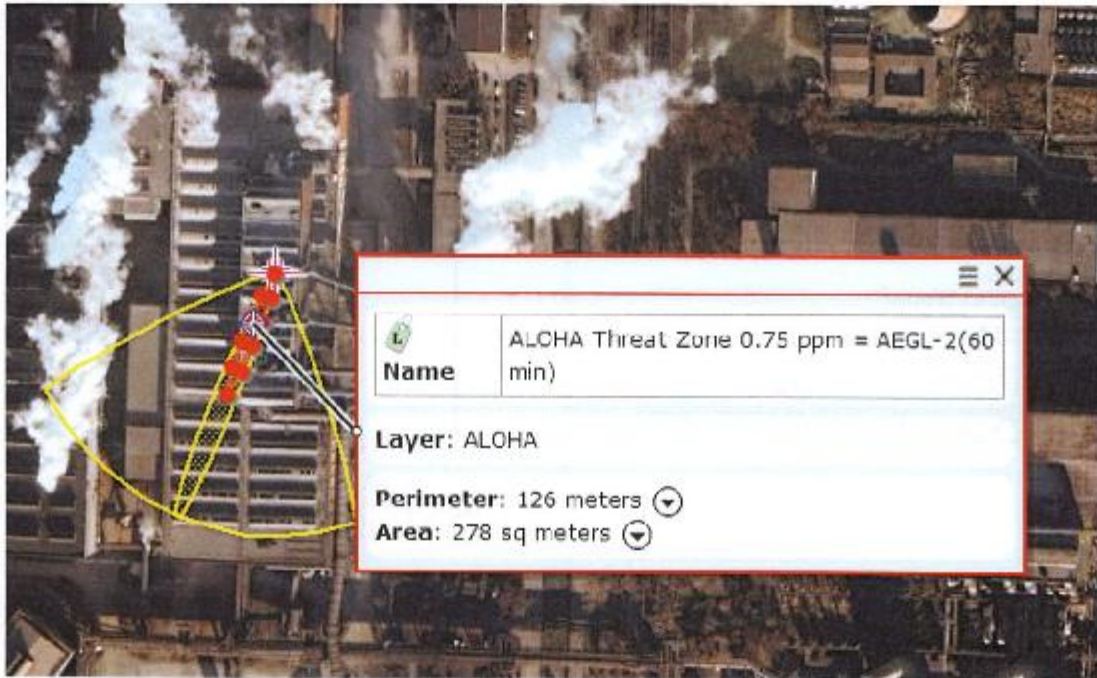 ALOHA Threat Zone 0.75 ppm = AEGL-2(60
min)
Name
Layer: ALOHA
Perimeter: 126 meters
Area: 278 sq meters